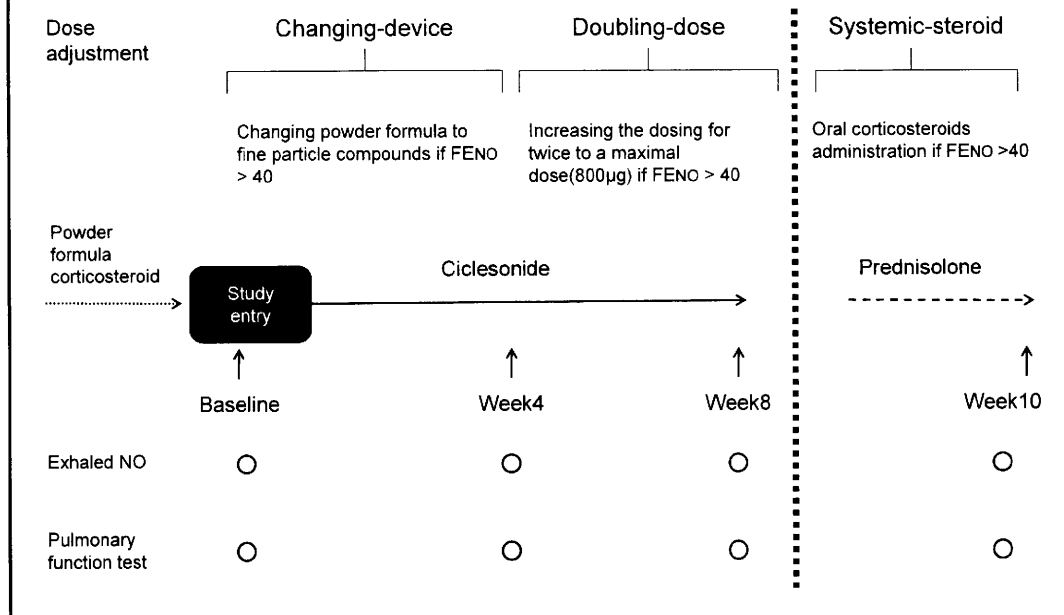 Dose
adjustment
Changing-device
Doubling-dose
Systemic-steroid
Changing powder formula to
fine particle compounds if FENO
> 40
Increasing the dosing for
twice to a maximal
dose(800µg) if FENO > 40
Oral corticosteroids
administration if FENO >40
Powder
formula
corticosteroid
Study
entry
Ciclesonide
Prednisolone
Baseline
Week4
Week8
Week10
Exhaled NO
Pulmonary
function test